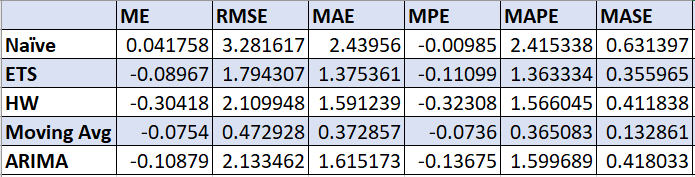 ME RMSE MAE MPE MAPE MASE
Naïve 0.041758 3.281617 2.43956 -0.00985 2.415338 0.631397
ETS -0.08967 1.794307 1.375361 -0.11099 1.363334 0.355965
HW -0.30418 2.109948 1.591239 -0.32308 1.566045 0.411838
Moving Avg -0.0754 0.472928 0.372857 -0.0736 0.365083 0.132861
ARIMA -0.10879 2.133462 1.615173 -0.13675 1.599689 0.418033